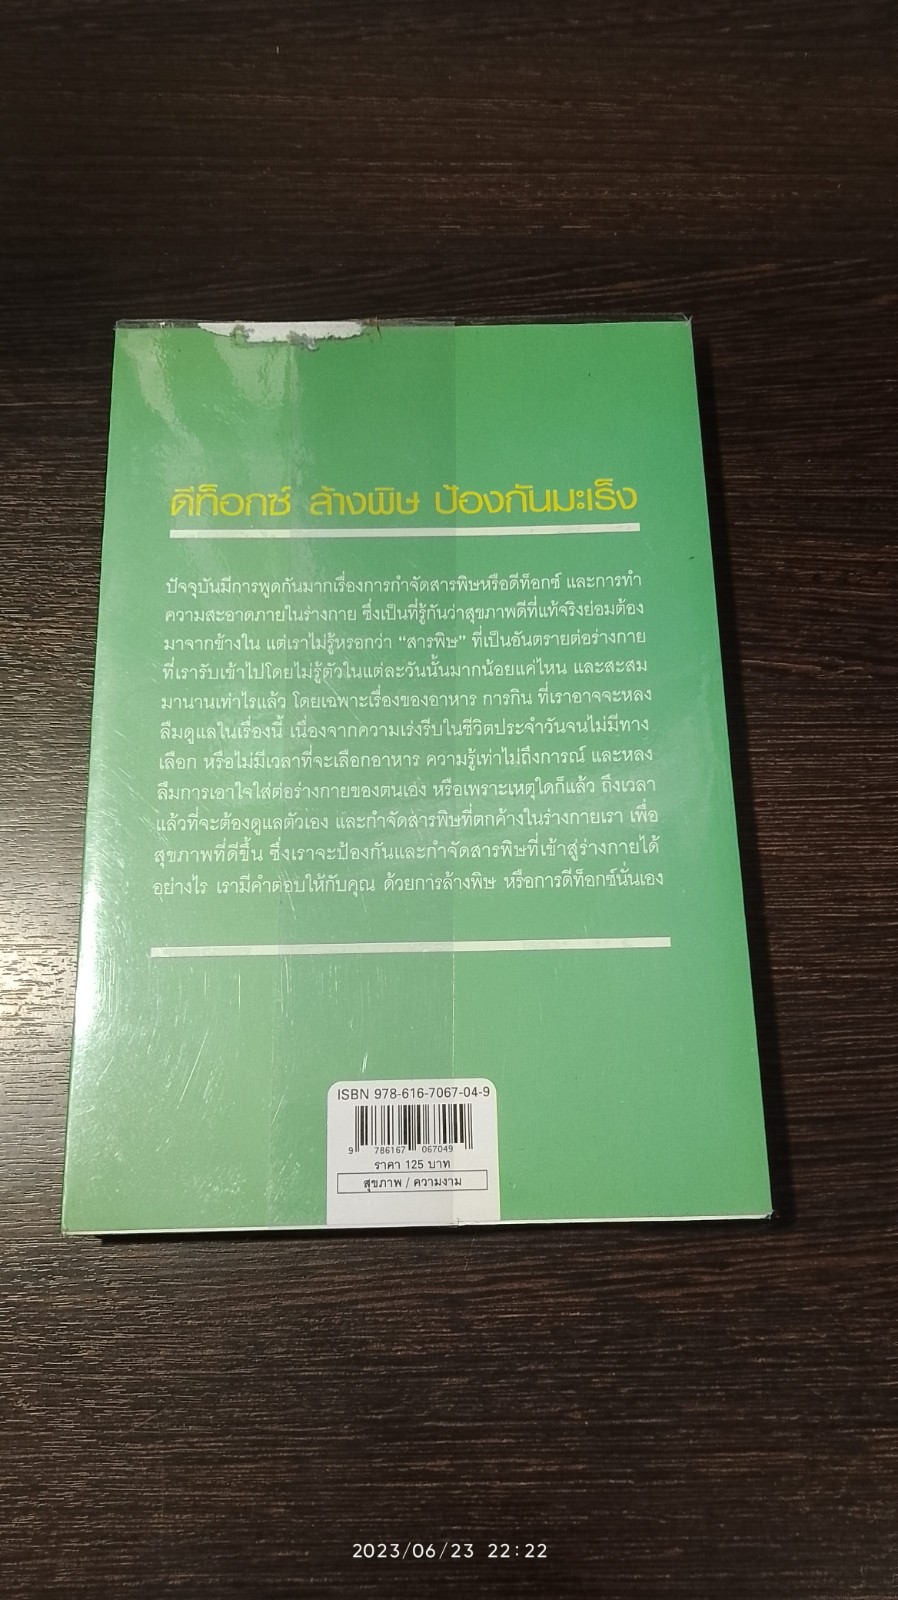 ดีท็อกซ์ ล้างพิษ ป้องกันมะเร็ง
ปัจจุบันมีการพูดกันมากเรื่องการกำจัดสารพิษหรือดีท็อกซ์ และการทำ
ความสะอาดภายในร่างกาย ซึ่งเป็นที่รู้กันว่าสุขภาพดีที่แท้จริงย่อมต้อง
มาจากข้างใน แต่เราไม่รู้หรอกว่า “สารพิษ” ที่เป็นอันตรายต่อร่างกาย
ที่เรารับเข้าไปโดยไม่รู้ตัวในแต่ละวันนั้นมากน้อยแค่ไหน และสะสม
มานานเท่าไรแล้ว โดยเฉพาะเรื่องของอาหาร การกิน ที่เราอาจจะหลง
ลืมดูแลในเรื่องนี้ เนื่องจากความเร่งรีบในชีวิตประจำวันจนไม่มีทาง
เลือก หรือไม่มีเวลาที่จะเลือกอาหาร ความรู้เท่าไม่ถึงการณ์ และหลง
ลืมการเอาใจใส่ต่อร่างกายของตนเอง หรือเพราะเหตุใดก็แล้ว ถึงเวลา
แล้วที่จะต้องดูแลตัวเอง และกำจัดสารพิษที่ตกค้างในร่างกายเรา เพื่อ
สุขภาพที่ดีขึ้น ซึ่งเราจะป้องกันและกำจัดสารพิษที่เข้าสู่ร่างกายได้
อย่างไร เรามีคำตอบให้กับคุณ ด้วยการล้างพิษ หรือการดีท็อกซ์นั่นเอง
ISBN 978-616-7067-04-9
9 786167 067049
ราคา 125 บาท
สุขภาพ / ความงาม
2023/06/23 22:22